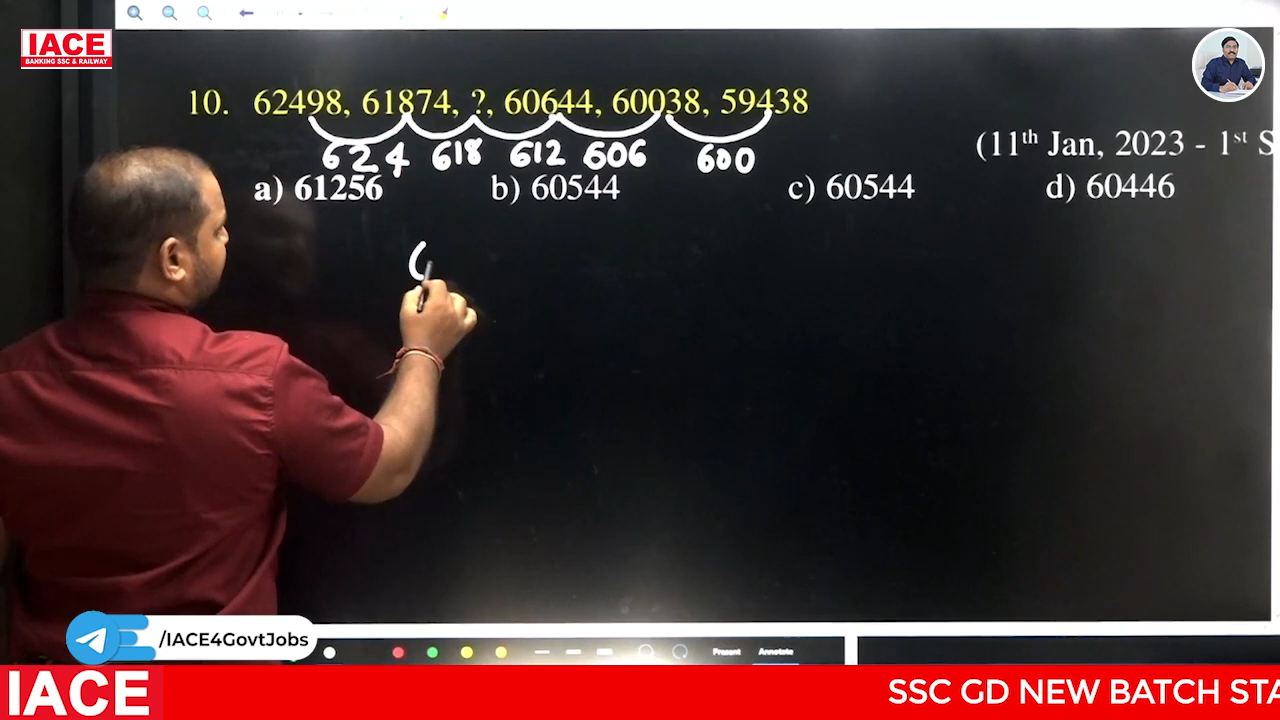 IACE
BANKING SSC & RAILWAY
10. 62498, 61874, ?, 60644, 60038, 59438
624 618 612 606 600
(11th Jan, 2023 - 1st S
a) 61256 b) 60544 c) 60544 d) 60446
/IACE4GovtJobs
Present Annotate
IACE
SSC GD NEW BATCH STA